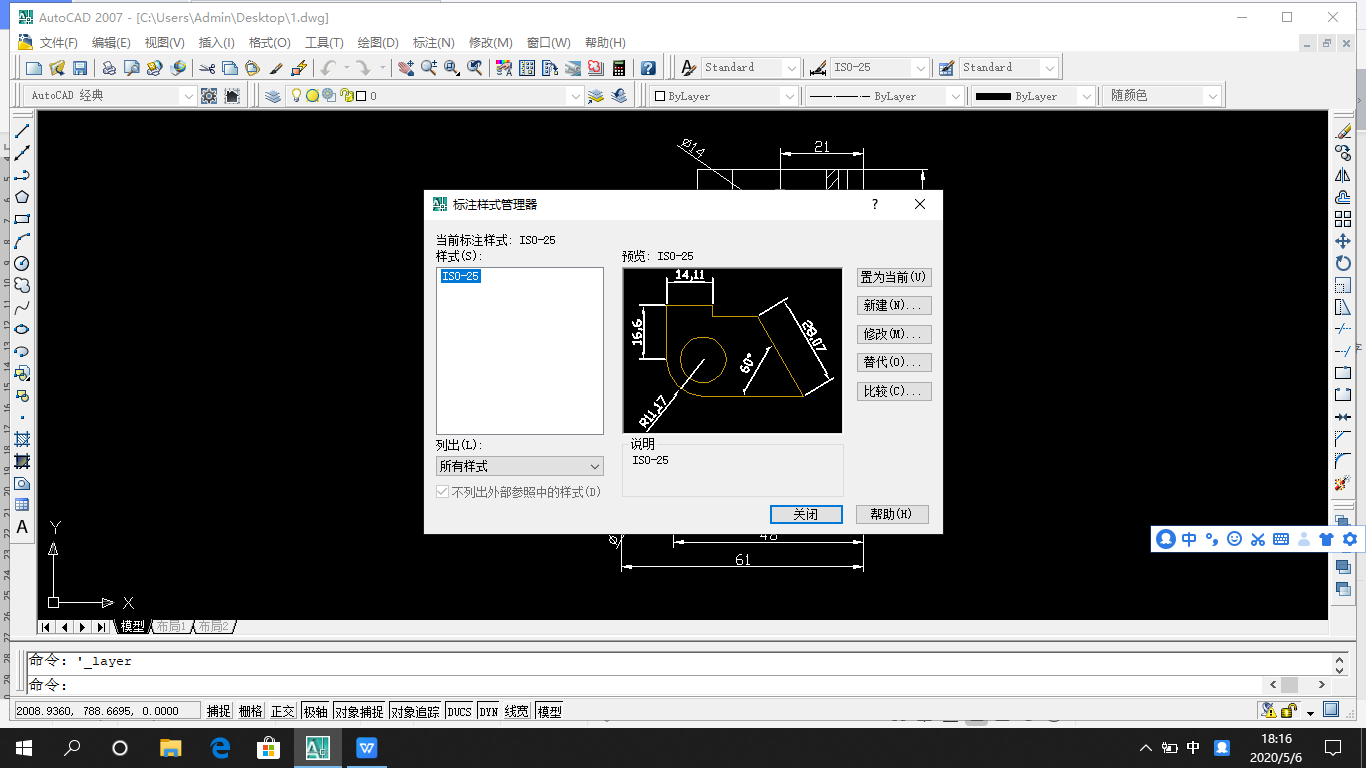 AutoCAD 2007 - [C:\Users\Admin\Desktop\1.dwg]
文件(F) 编辑(E) 视图(V) 插入(I) 格式(O) 工具(T) 绘图(D) 标注(N) 修改(M) 窗口(W) 帮助(H)
Standard ISO-25 Standard
AutoCAD 经典 0 ByLayer ByLayer ByLayer 随颜色
Ø14 21
标注样式管理器
当前标注样式: ISO-25
样式(S):
ISO-25
预览: ISO-25
14,11
16,6
28,07
60°
R11,17
置为当前(U)
新建(N)...
修改(M)...
替代(O)...
比较(C)...
列出(L):
所有样式
不列出外部参照中的样式(D)
说明
ISO-25
关闭 帮助(H)
48
61
Y
X
A
中
模型 布局1 布局2
命令: '_layer
命令:
2008.9360, 788.6695, 0.0000 捕捉 栅格 正交 极轴 对象捕捉 对象追踪 DUCS DYN 线宽 模型
中 18:16
2020/5/6